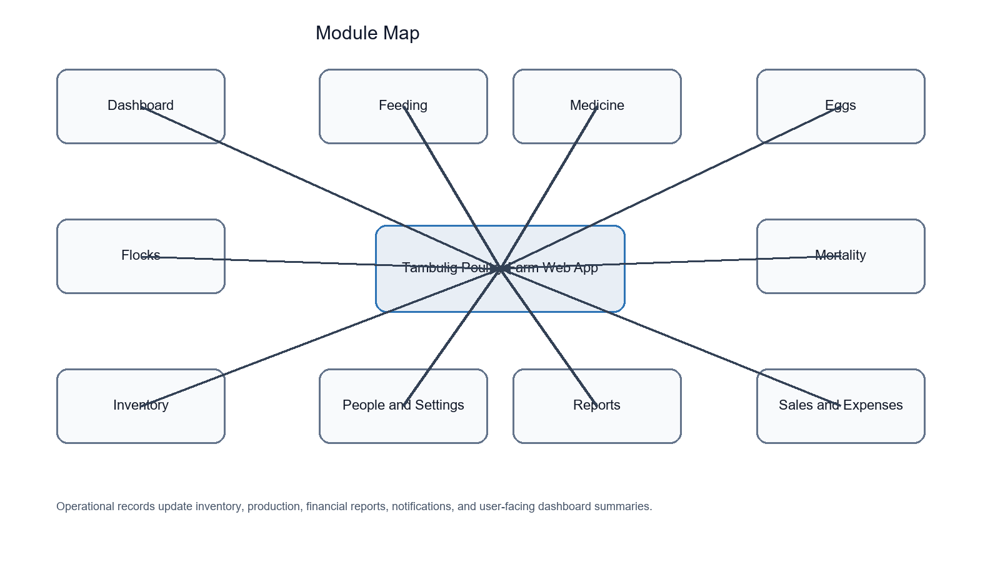 Module Map
Dashboard
Feeding
Medicine
Eggs
Flocks
Tambulig Poultry Farm Web App
Mortality
Inventory
People and Settings
Reports
Sales and Expenses
Operational records update inventory, production, financial reports, notifications, and user-facing dashboard summaries.